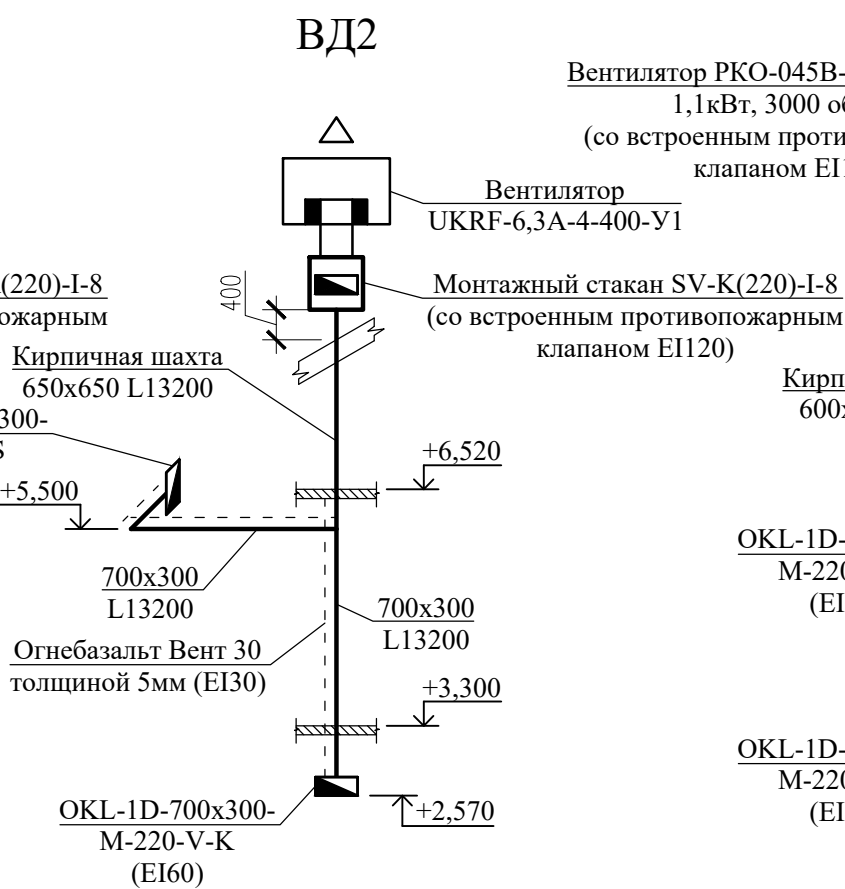 ВД2
Вентилятор РКО-045В-
1,1кВт, 3000 об
(со встроенным проти
клапаном EI1
Вентилятор
UKRF-6,3А-4-400-У1
(220)-I-8
ожарным
400
Монтажный стакан SV-K(220)-I-8
(со встроенным противопожарным
клапаном EI120)
Кирпичная шахта
650х650 L13200
Кирп
600х
300-
+5,500
+6,520
700х300
L13200
700х300
L13200
Огнебазальт Вент 30
толщиной 5мм (EI30)
+3,300
OKL-1D-
М-220
(EI
OKL-1D-700х300-
М-220-V-K
(EI60)
+2,570
OKL-1D-
М-220
(EI